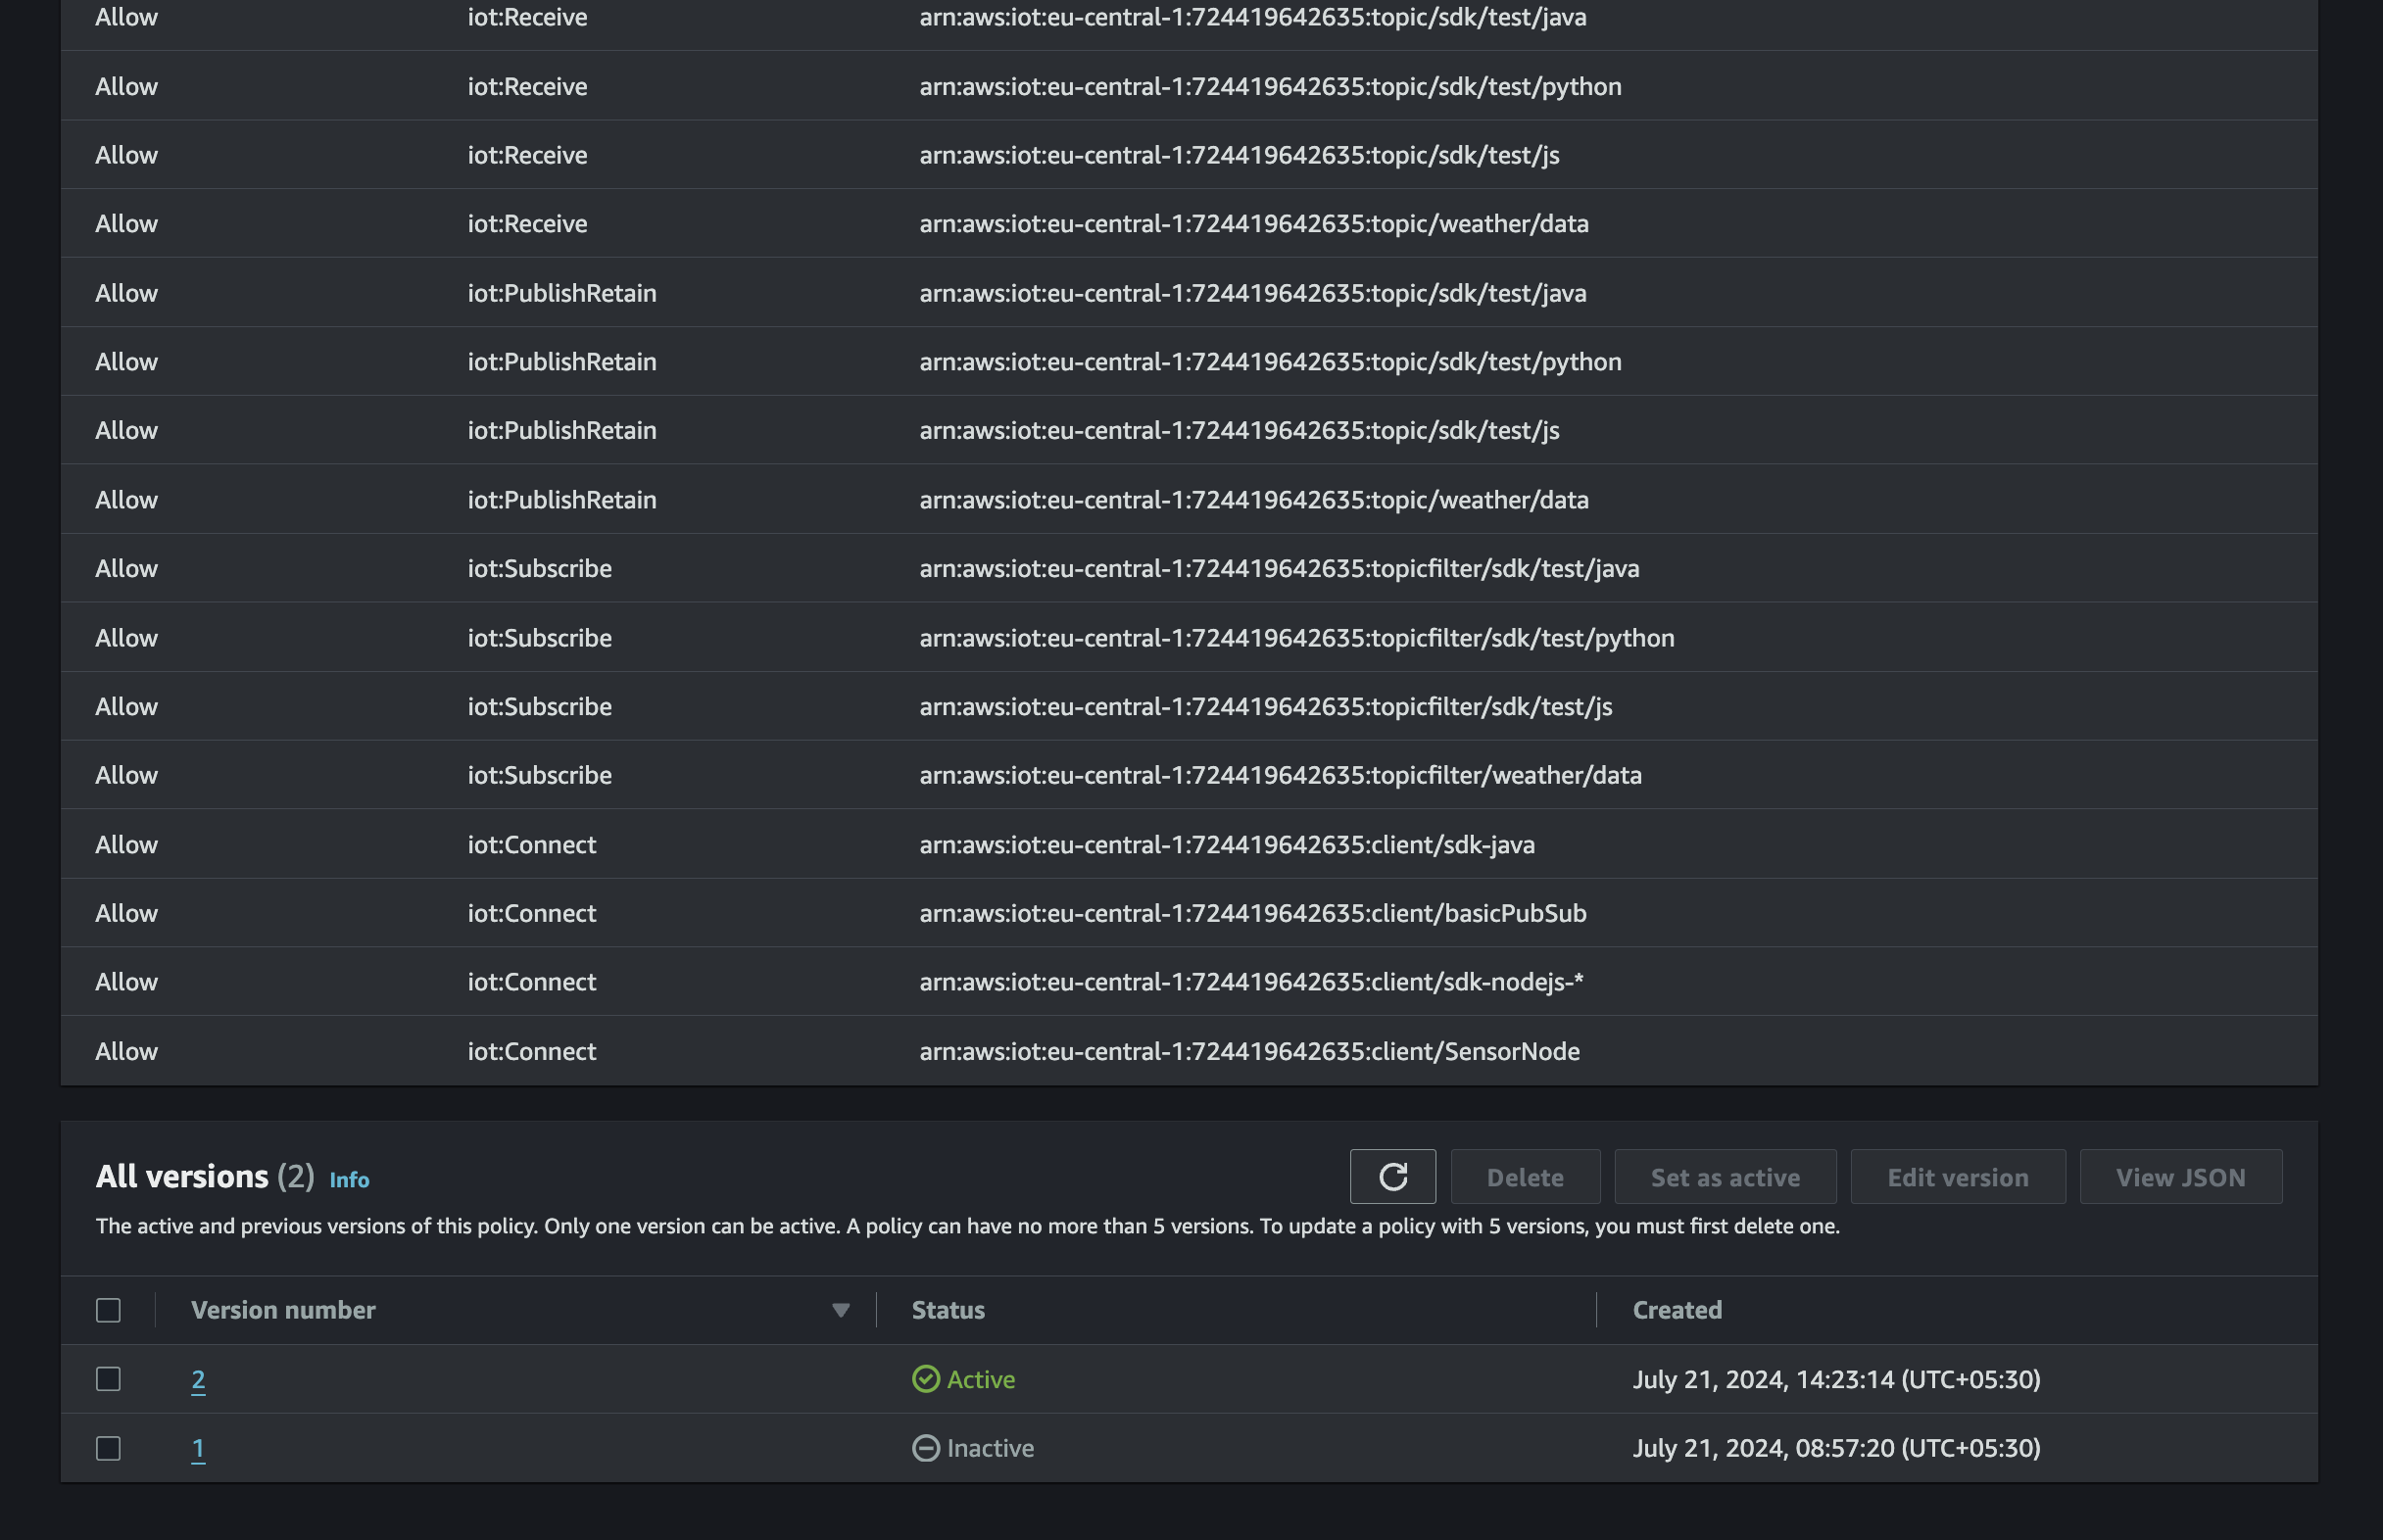 Allow iot:Receive arn:aws:iot:eu-central-1:724419642635:topic/sdk/test/java
Allow iot:Receive arn:aws:iot:eu-central-1:724419642635:topic/sdk/test/python
Allow iot:Receive arn:aws:iot:eu-central-1:724419642635:topic/sdk/test/js
Allow iot:Receive arn:aws:iot:eu-central-1:724419642635:topic/weather/data
Allow iot:PublishRetain arn:aws:iot:eu-central-1:724419642635:topic/sdk/test/java
Allow iot:PublishRetain arn:aws:iot:eu-central-1:724419642635:topic/sdk/test/python
Allow iot:PublishRetain arn:aws:iot:eu-central-1:724419642635:topic/sdk/test/js
Allow iot:PublishRetain arn:aws:iot:eu-central-1:724419642635:topic/weather/data
Allow iot:Subscribe arn:aws:iot:eu-central-1:724419642635:topicfilter/sdk/test/java
Allow iot:Subscribe arn:aws:iot:eu-central-1:724419642635:topicfilter/sdk/test/python
Allow iot:Subscribe arn:aws:iot:eu-central-1:724419642635:topicfilter/sdk/test/js
Allow iot:Subscribe arn:aws:iot:eu-central-1:724419642635:topicfilter/weather/data
Allow iot:Connect arn:aws:iot:eu-central-1:724419642635:client/sdk-java
Allow iot:Connect arn:aws:iot:eu-central-1:724419642635:client/basicPubSub
Allow iot:Connect arn:aws:iot:eu-central-1:724419642635:client/sdk-nodejs-*
Allow iot:Connect arn:aws:iot:eu-central-1:724419642635:client/SensorNode
All versions (2) Info Delete Set as active Edit version View JSON
The active and previous versions of this policy. Only one version can be active. A policy can have no more than 5 versions. To update a policy with 5 versions, you must first delete one.
Version number Status Created
2 Active July 21, 2024, 14:23:14 (UTC+05:30)
1 Inactive July 21, 2024, 08:57:20 (UTC+05:30)